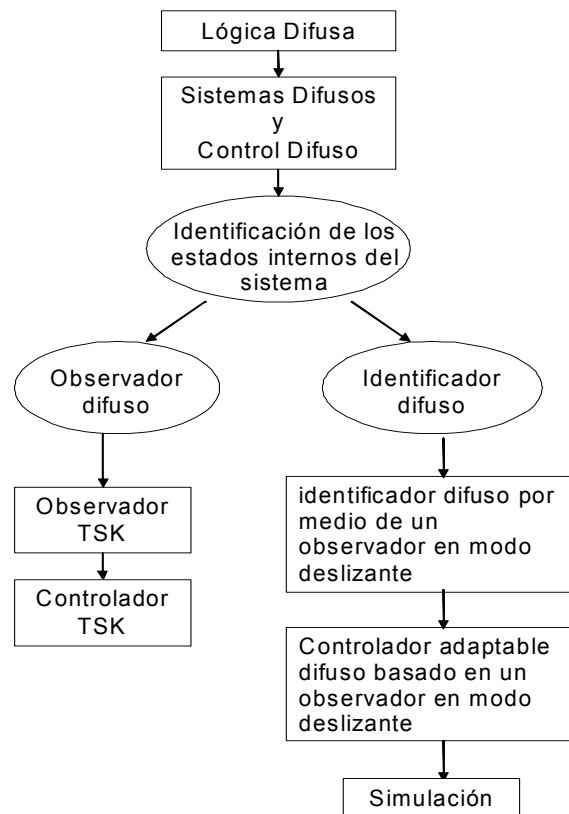 Lógica Difusa
Sistemas Difusos
y
Control Difuso
Identificación de los
estados internos del
sistema
Observador
difuso
Identificador
difuso
Observador
TSK
Controlador
TSK
identificador difuso por
medio de un
observador en modo
deslizante
Controlador adaptable
difuso basado en un
observador en modo
deslizante
Simulación